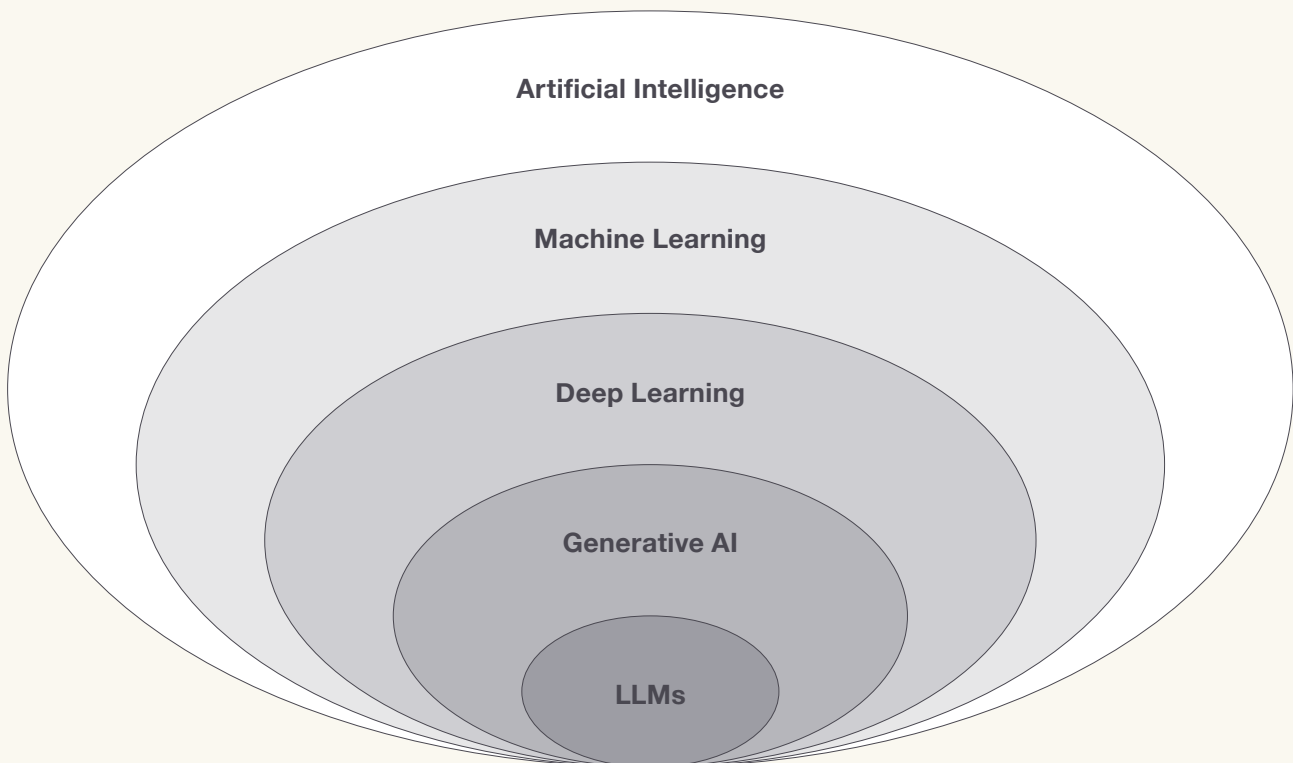 Artificial Intelligence
Machine Learning
Deep Learning
Generative AI
LLMs